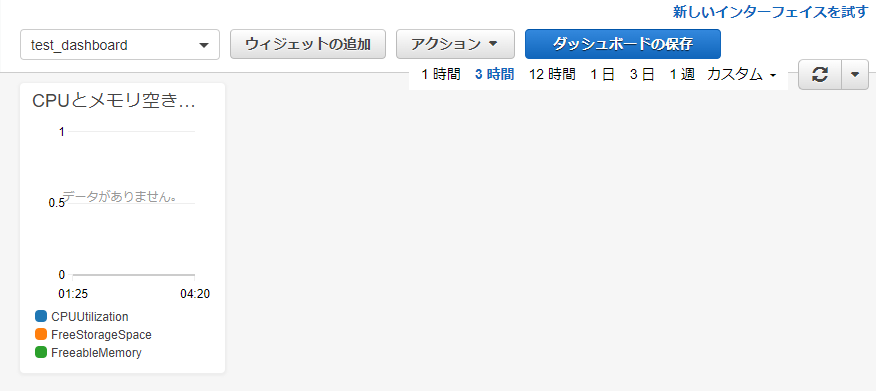 新しいインターフェイスを試す
test_dashboard
ウィジェットの追加
アクション
ダッシュボードの保存
1 時間 3 時間 12 時間 1 日 3 日 1 週 カスタム
CPUとメモリ空き...
1
データがありません。
0.5
0
01:25 04:20
CPUUtilization
FreeStorageSpace
FreeableMemory